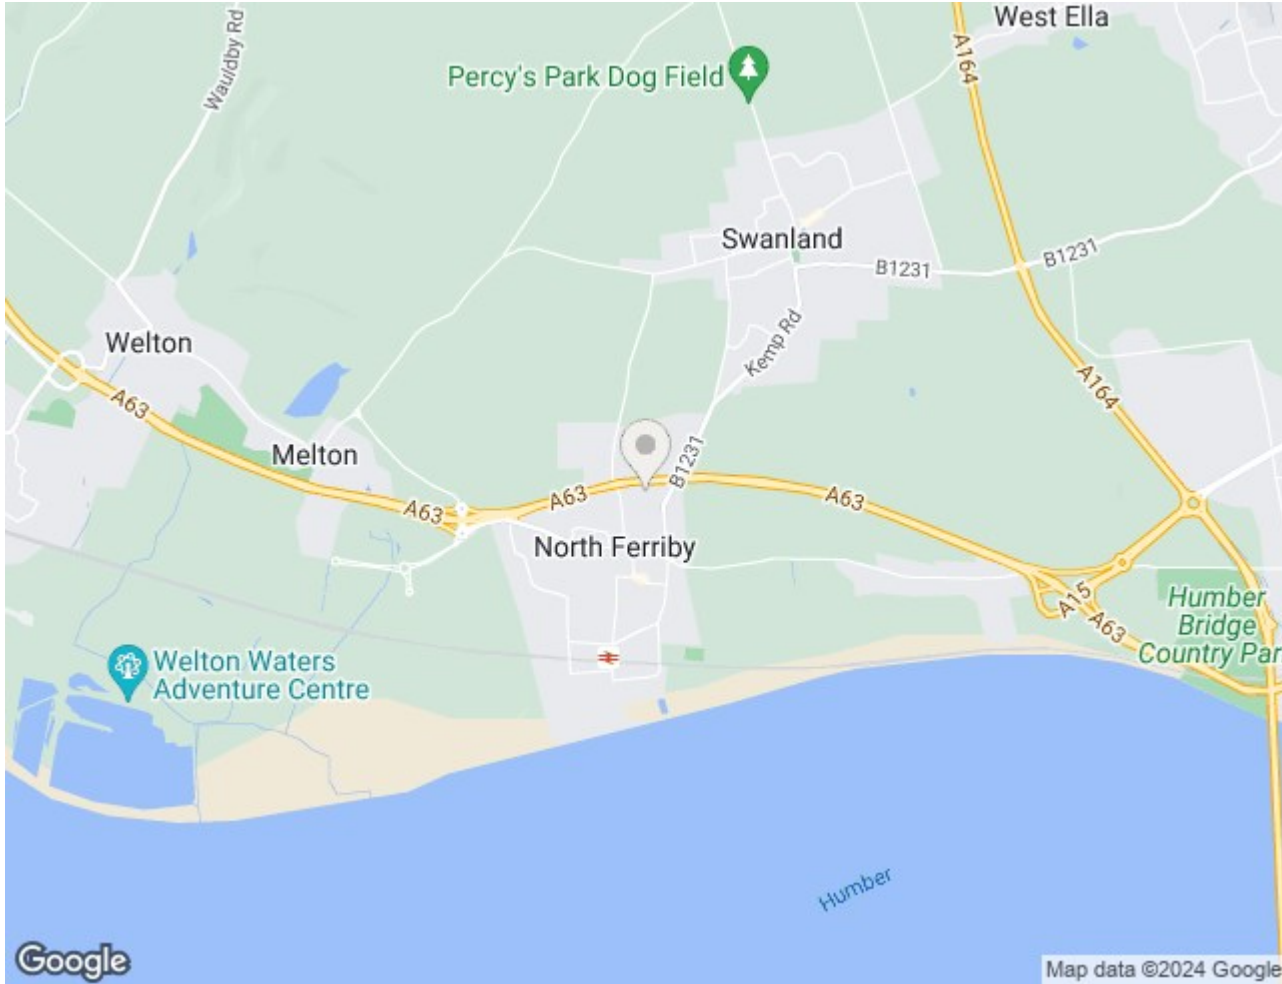 West Ella
Wauldby Rd
A164
Percy's Park Dog Field
Swanland
B1231
B1231
Kemp Rd
Welton
A63
A164
Melton
B1231
A63
A63
A63
North Ferriby
A15
A63
Humber
Bridge
Country Par
Welton Waters
Adventure Centre
Humber
Google
Map data ©2024 Google